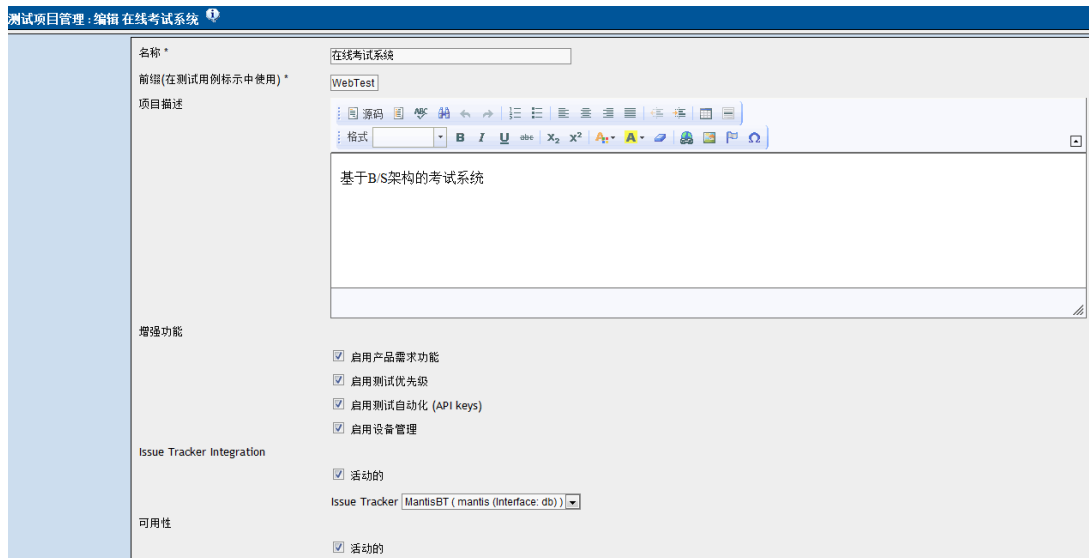 测试项目管理 : 编辑 在线考试系统
名称 *
在线考试系统
前缀(在测试用例标示中使用) *
WebTest
项目描述
源码 ABC
格式 B I U abc X₂ X² A A Ω
基于B/S架构的考试系统
增强功能
启用产品需求功能
启用测试优先级
启用测试自动化 (API keys)
启用设备管理
Issue Tracker Integration
活动的
Issue Tracker MantisBT ( mantis (Interface: db) )
可用性
活动的